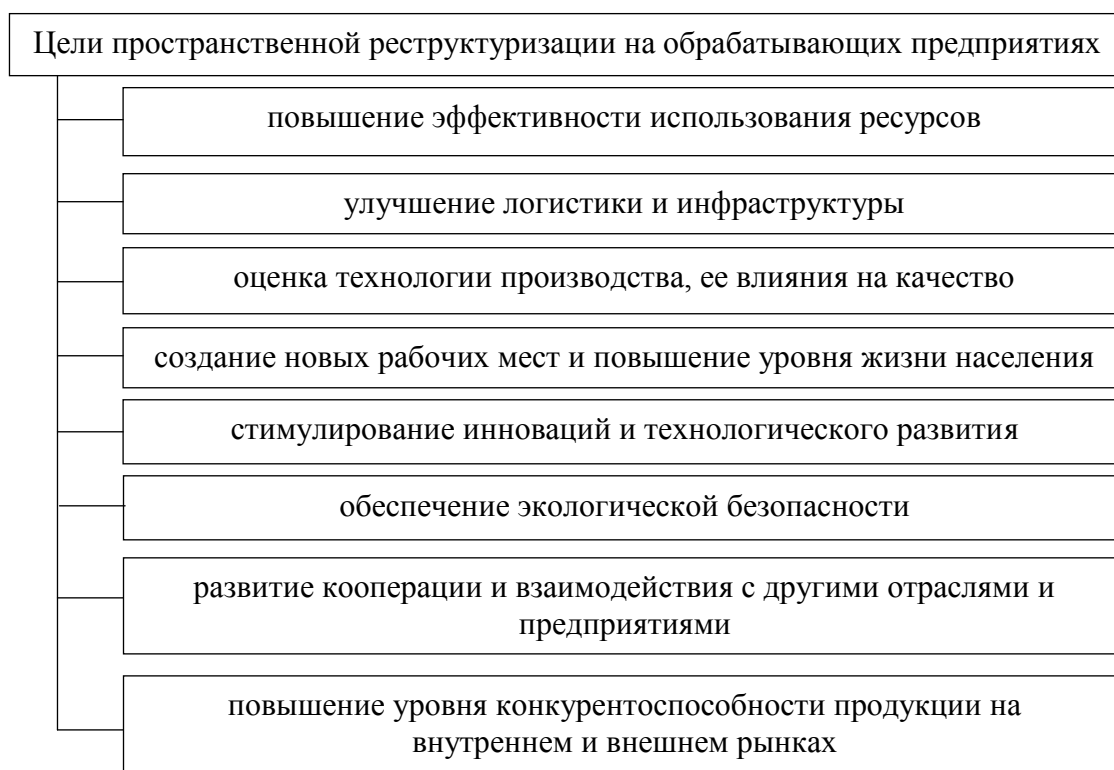 Цели пространственной реструктуризации на обрабатывающих предприятиях
повышение эффективности использования ресурсов
улучшение логистики и инфраструктуры
оценка технологии производства, ее влияния на качество
создание новых рабочих мест и повышение уровня жизни населения
стимулирование инноваций и технологического развития
обеспечение экологической безопасности
развитие кооперации и взаимодействия с другими отраслями и
предприятиями
повышение уровня конкурентоспособности продукции на
внутреннем и внешнем рынках